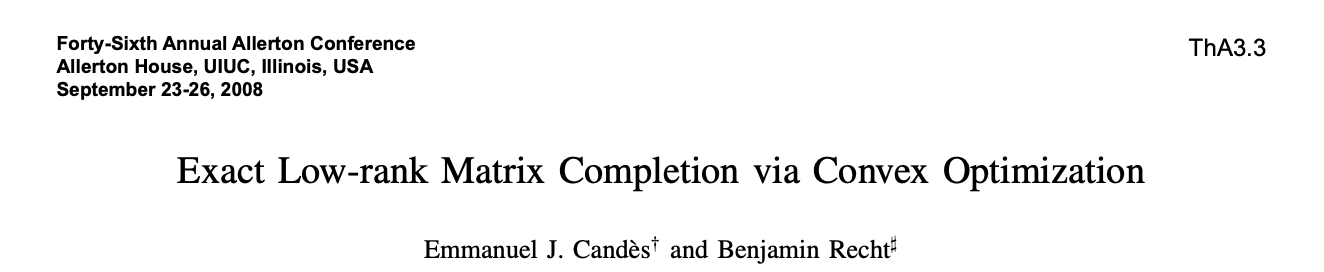 Forty-Sixth Annual Allerton Conference
Allerton House, UIUC, Illinois, USA
September 23-26, 2008
ThA3.3
Exact Low-rank Matrix Completion via Convex Optimization
Emmanuel J. Candès† and Benjamin Recht♯